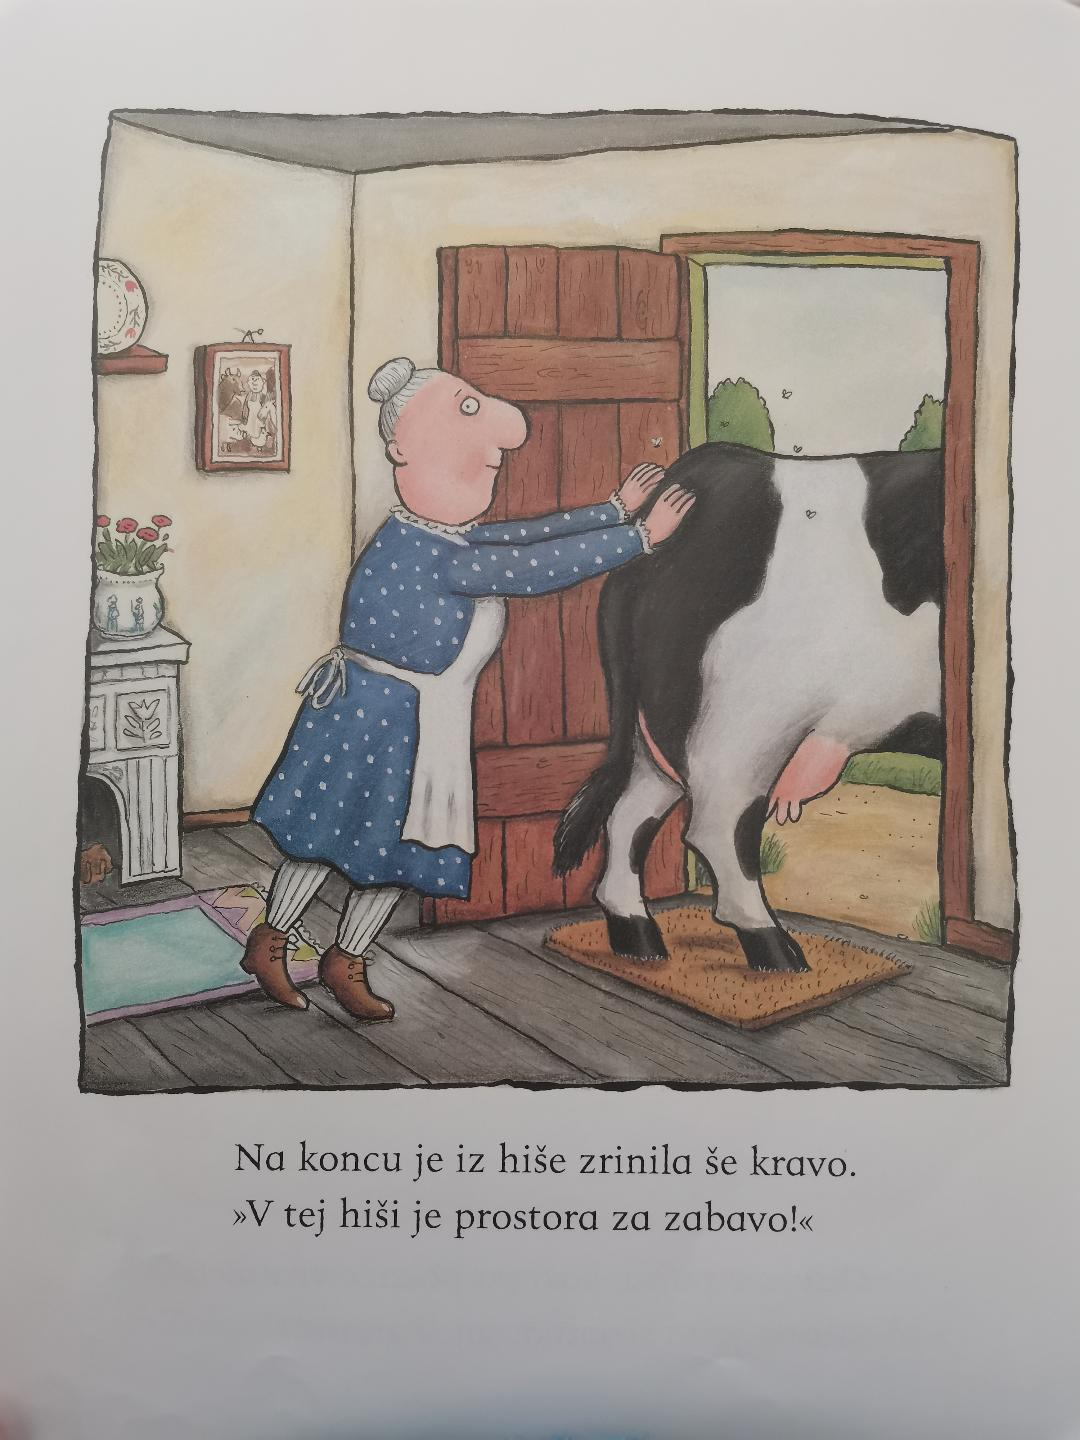 Na koncu je iz hiše zrinila še kravo.
»V tej hiši je prostora za zabavo!«